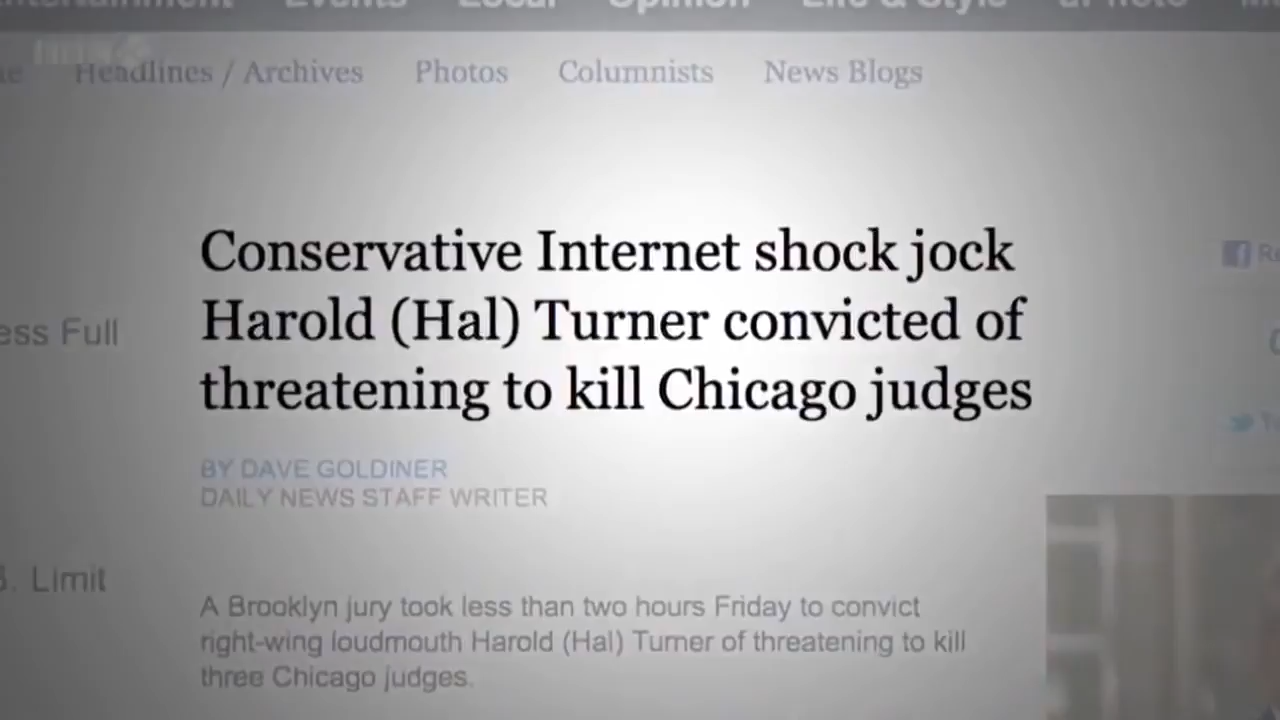 Headlines / Archives Photos Columnists News Blogs
Conservative Internet shock jock
Harold (Hal) Turner convicted of
threatening to kill Chicago judges
ess Full
BY DAVE GOLDINER
DAILY NEWS STAFF WRITER
Limit
A Brooklyn jury took less than two hours Friday to convict
right-wing loudmouth Harold (Hal) Turner of threatening to kill
three Chicago judges.